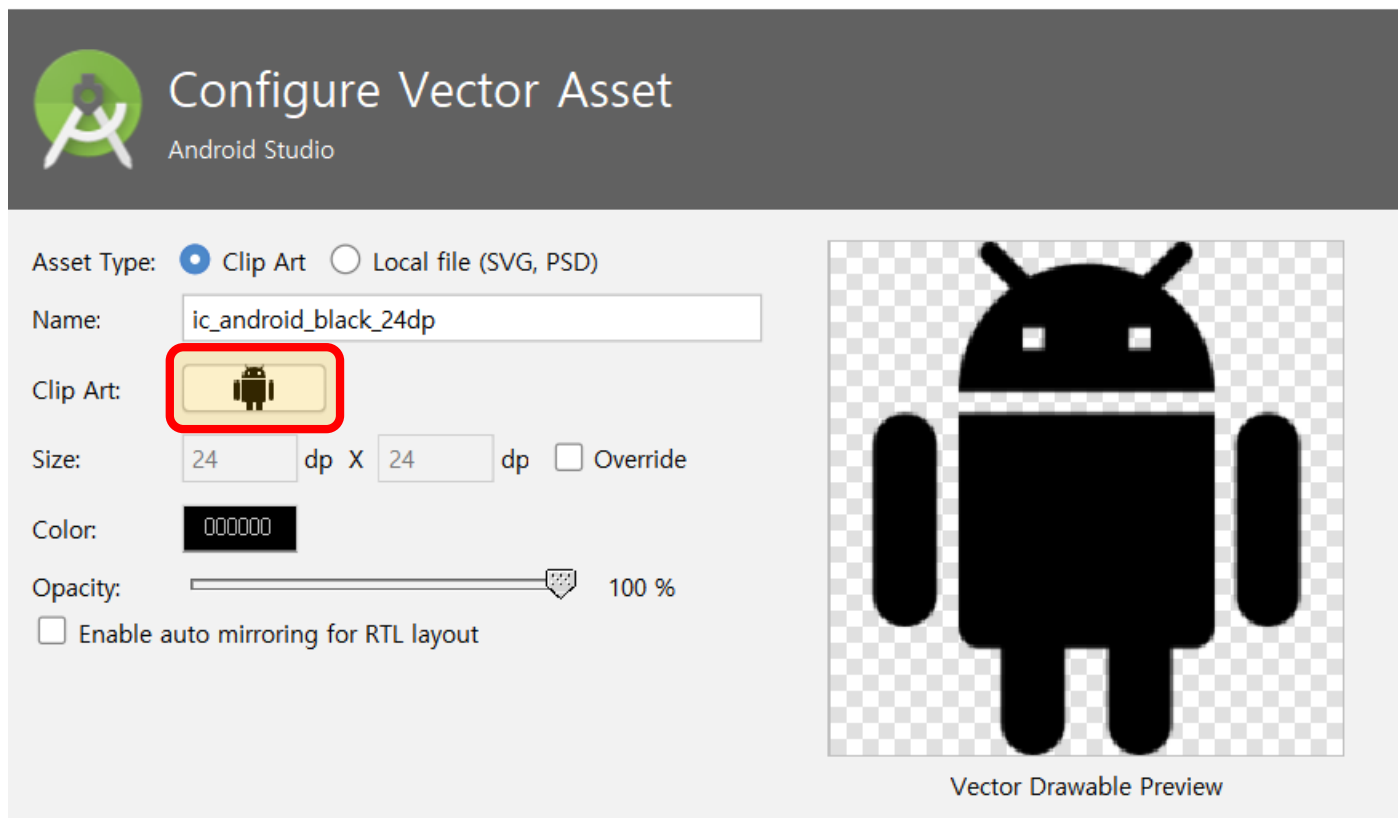 Configure Vector Asset
Android Studio
Asset Type: Clip Art Local file (SVG, PSD)
Name: ic_android_black_24dp
Clip Art:
Size: 24 dp X 24 dp Override
Color: 000000
Opacity: 100 %
Enable auto mirroring for RTL layout
Vector Drawable Preview